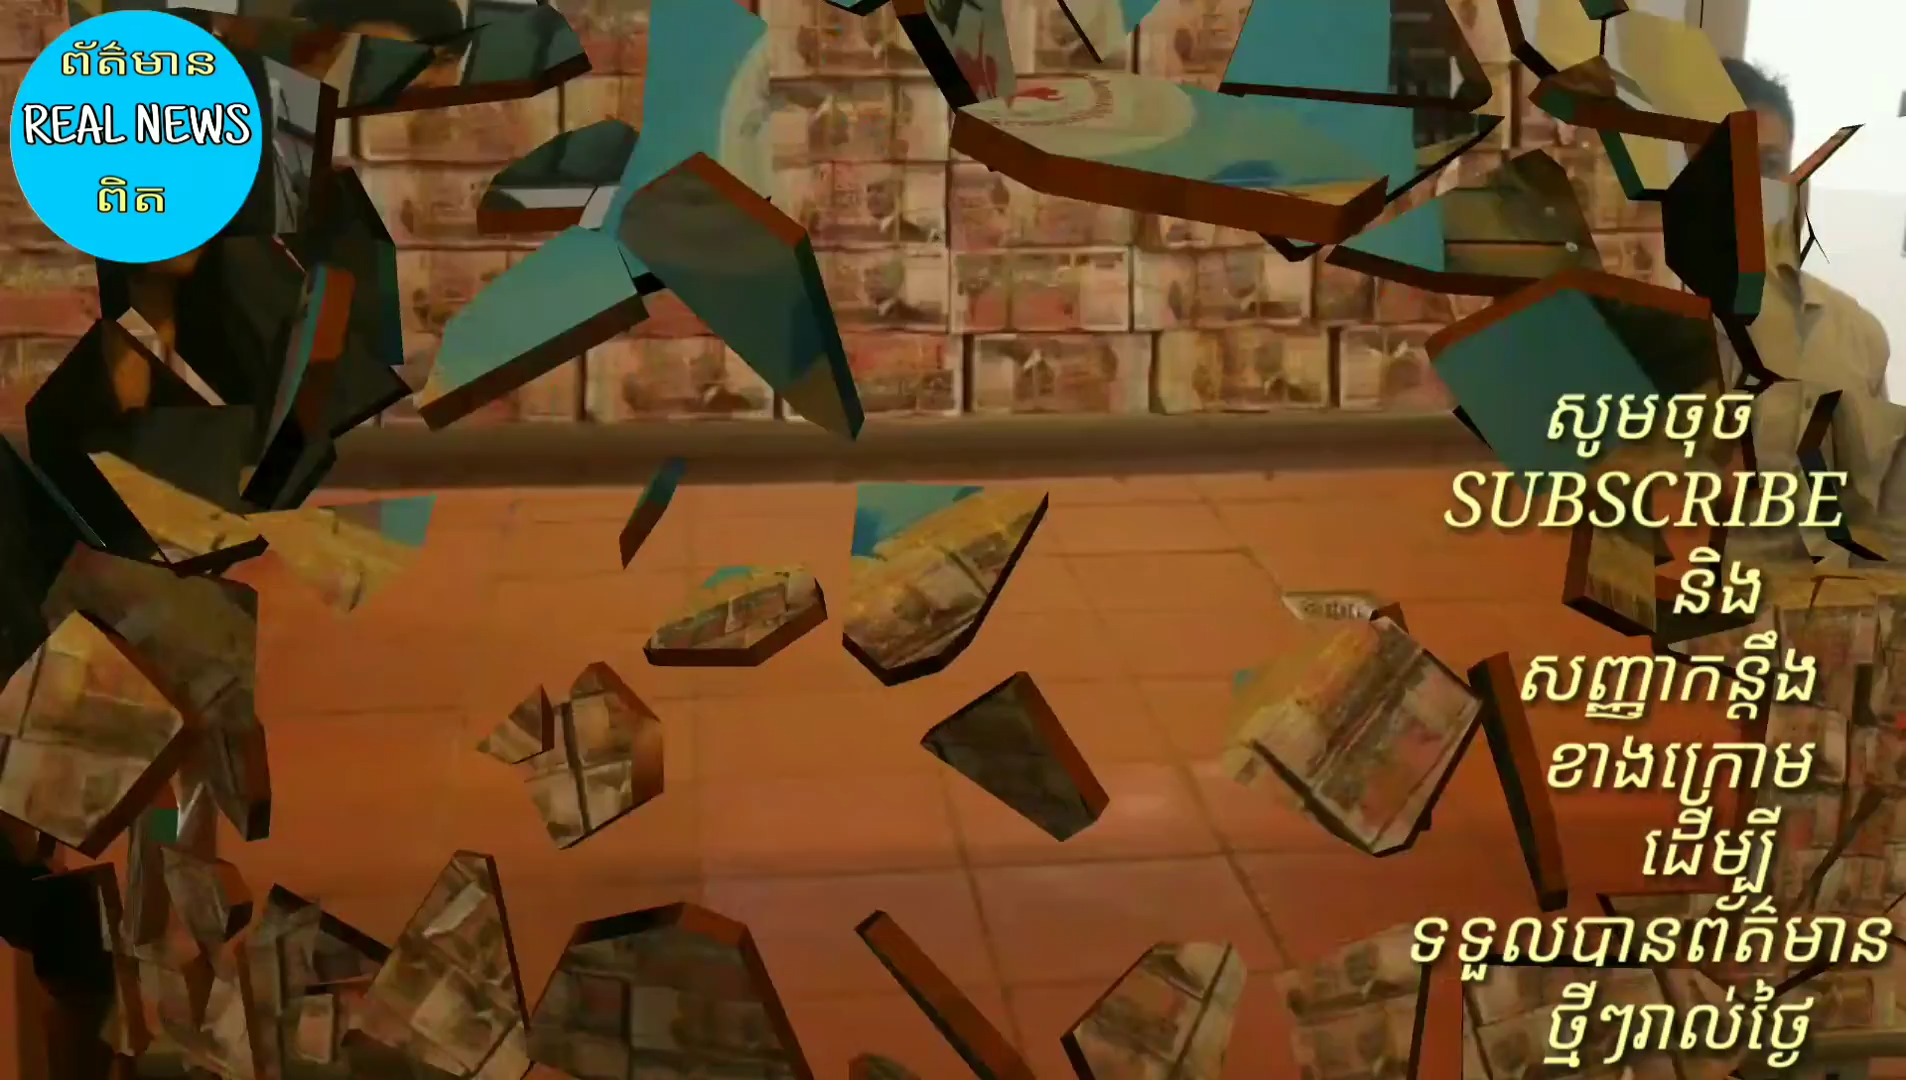 ព័ត៌មាន
REAL NEWS
ពិត
សូមចុច
SUBSCRIBE
និង
សញ្ញាកន្ដឹង
ខាងក្រោម
ដើម្បី
ទទួលបានព័ត៌មាន
ថ្មីៗរាល់ថ្ងៃ